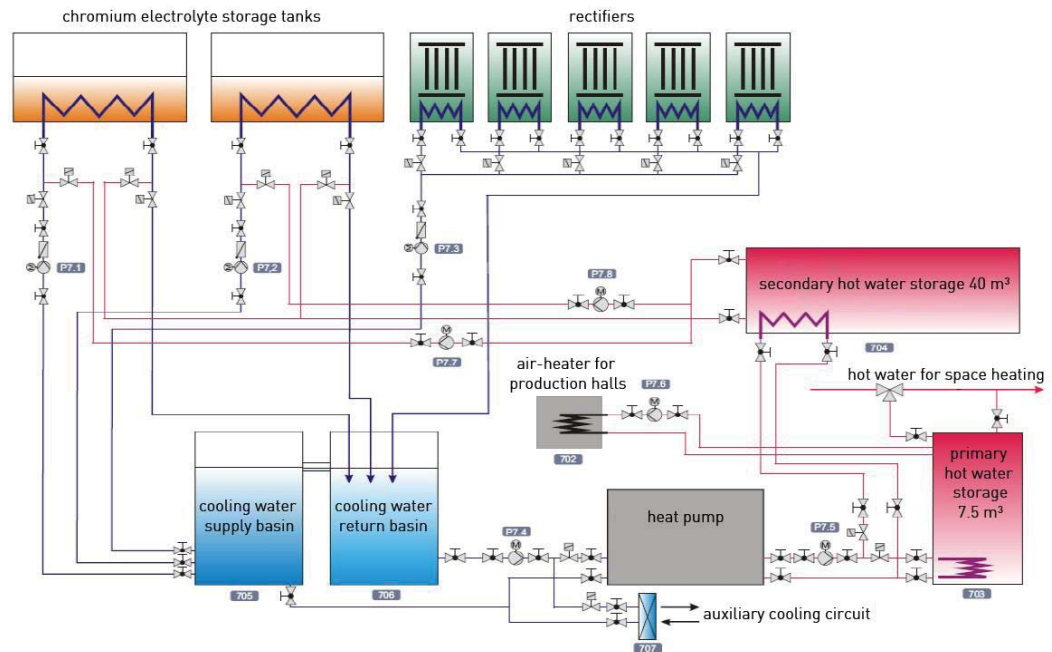 chromium electrolyte storage tanks
rectifiers
P7.1
P7.2
P7.3
P7.8
secondary hot water storage 40 m³
P7.7
704
air-heater for
production halls
P7.6
hot water for space heating
702
primary
hot water
storage
7.5 m³
cooling water
supply basin
cooling water
return basin
heat pump
P7.4
P7.5
705
706
703
auxiliary cooling circuit
707
M
M
M
M
M